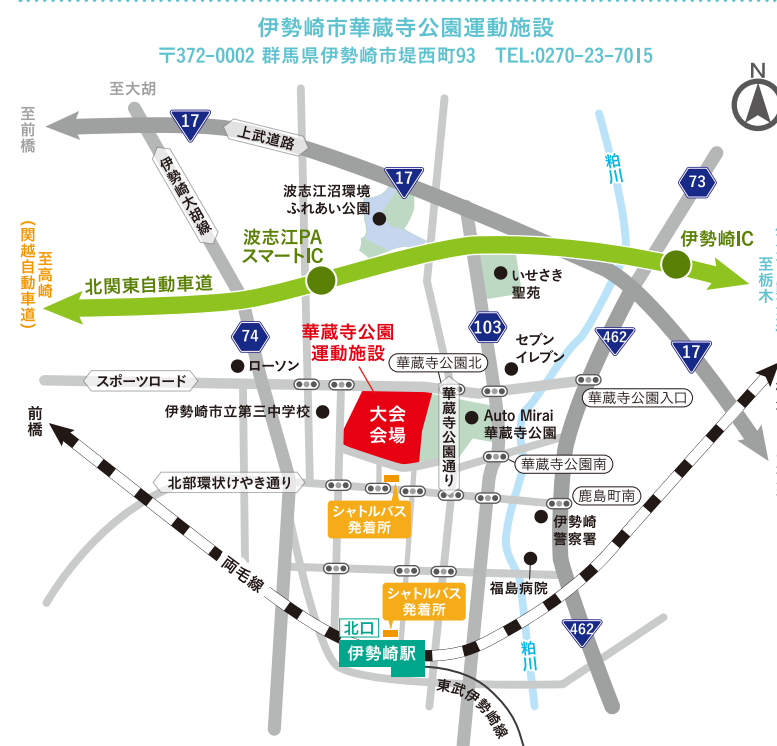 伊勢崎市華蔵寺公園運動施設
〒372-0002 群馬県伊勢崎市堤西町93 TEL:0270-23-7015
N
至大胡
至前橋
17
上武道路
粕川
伊勢崎大胡線
17
73
波志江沼環境
ふれあい公園
至高崎
(関越自動車道)
波志江PA
スマートIC
伊勢崎IC
至栃木
北関東自動車道
いせさき
聖苑
74
103
462
17
華蔵寺公園
運動施設
セブン
イレブン
ローソン
華蔵寺公園北
スポーツロード
華蔵寺公園入口
前橋
伊勢崎市立第三中学校
大会
会場
華蔵寺公園通り
Auto Mirai
華蔵寺公園
華蔵寺公園南
北部環状けやき通り
鹿島町南
シャトルバス
発着所
伊勢崎
警察署
両毛線
福島病院
シャトルバス
発着所
北口
伊勢崎駅
462
粕川
東武伊勢崎線